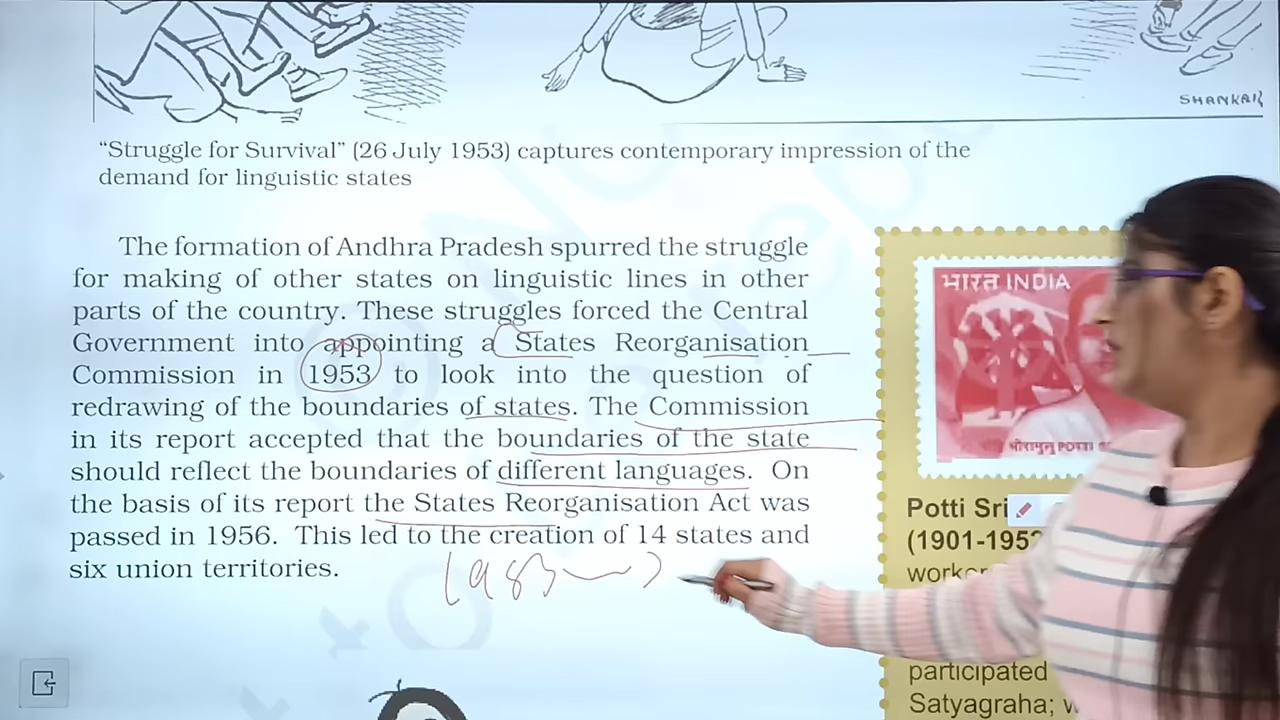 SHANKAR
“Struggle for Survival” (26 July 1953) captures contemporary impression of the
demand for linguistic states
The formation of Andhra Pradesh spurred the struggle
for making of other states on linguistic lines in other
parts of the country. These struggles forced the Central
Government into appointing a States Reorganisation
Commission in 1953 to look into the question of
redrawing of the boundaries of states. The Commission
in its report accepted that the boundaries of the state
should reflect the boundaries of different languages. On
the basis of its report the States Reorganisation Act was
passed in 1956. This led to the creation of 14 states and
six union territories.
भारत INDIA
श्रीरामुलु POTTI
Potti Sri
(1901-1952
worker
participated
Satyagraha;